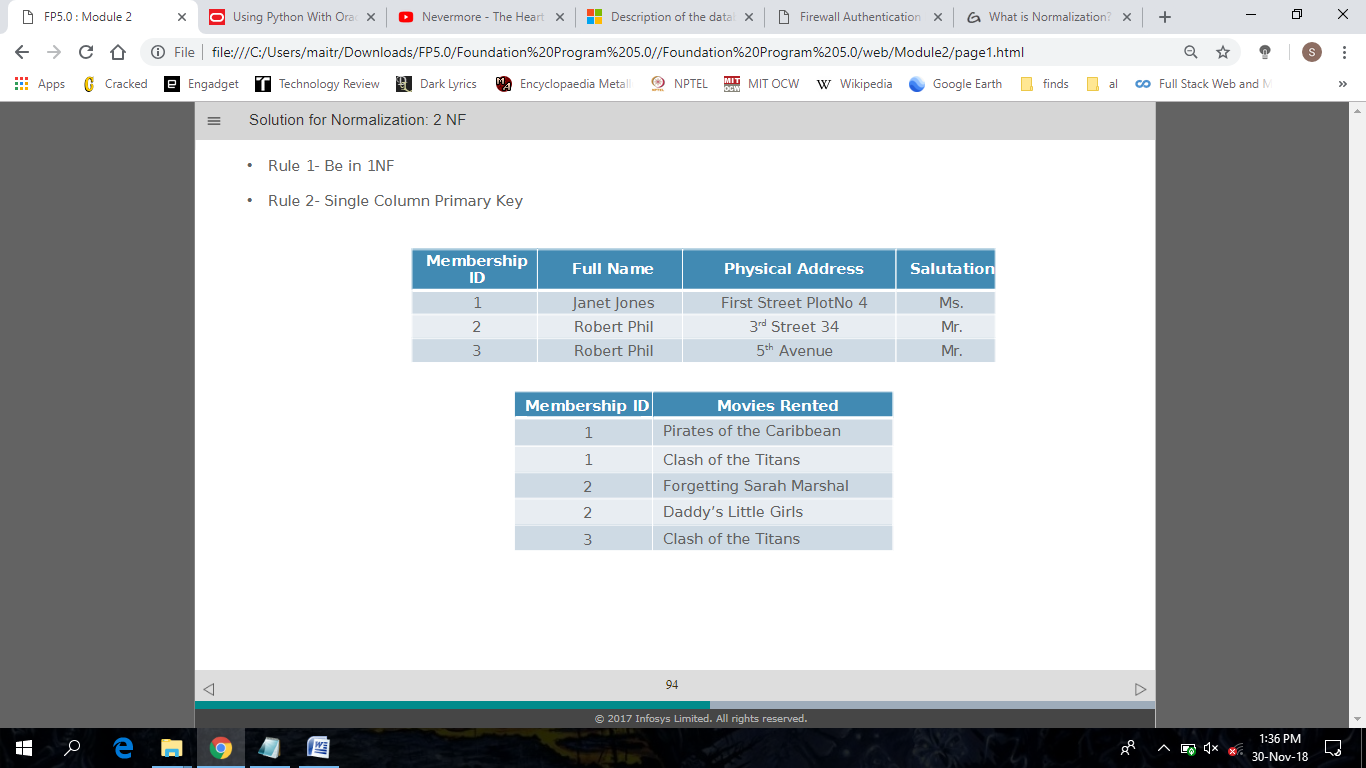 FP5.0 : Module 2
Using Python With Orac
Nevermore - The Heart
Description of the datal
Firewall Authentication
What is Normalization?
File
file:///C:/Users/maitr/Downloads/FP5.0/Foundation%20Program%205.0//Foundation%20Program%205.0/web/Module2/page1.html
S
Apps
Cracked
Engadget
Technology Review
Dark Lyrics
Encyclopaedia Metall
NPTEL
MIT OCW
Wikipedia
Google Earth
finds
al
Full Stack Web and M
»
Solution for Normalization: 2 NF
• Rule 1- Be in 1NF
• Rule 2- Single Column Primary Key
Membership ID Full Name Physical Address Salutation
1 Janet Jones First Street PlotNo 4 Ms.
2 Robert Phil 3rd Street 34 Mr.
3 Robert Phil 5th Avenue Mr.
Membership ID Movies Rented
1 Pirates of the Caribbean
1 Clash of the Titans
2 Forgetting Sarah Marshal
2 Daddy’s Little Girls
3 Clash of the Titans
94
© 2017 Infosys Limited. All rights reserved.
1:36 PM
30-Nov-18